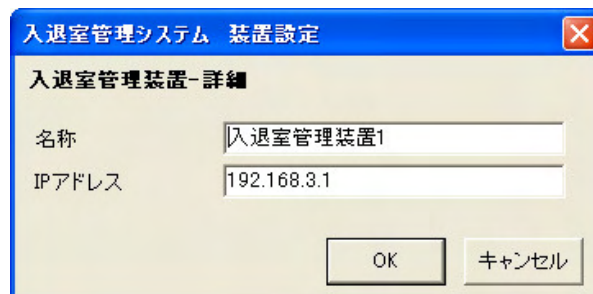 入退室管理システム 装置設定
入退室管理装置-詳細
名称 入退室管理装置1
IPアドレス 192.168.3.1
OK キャンセル